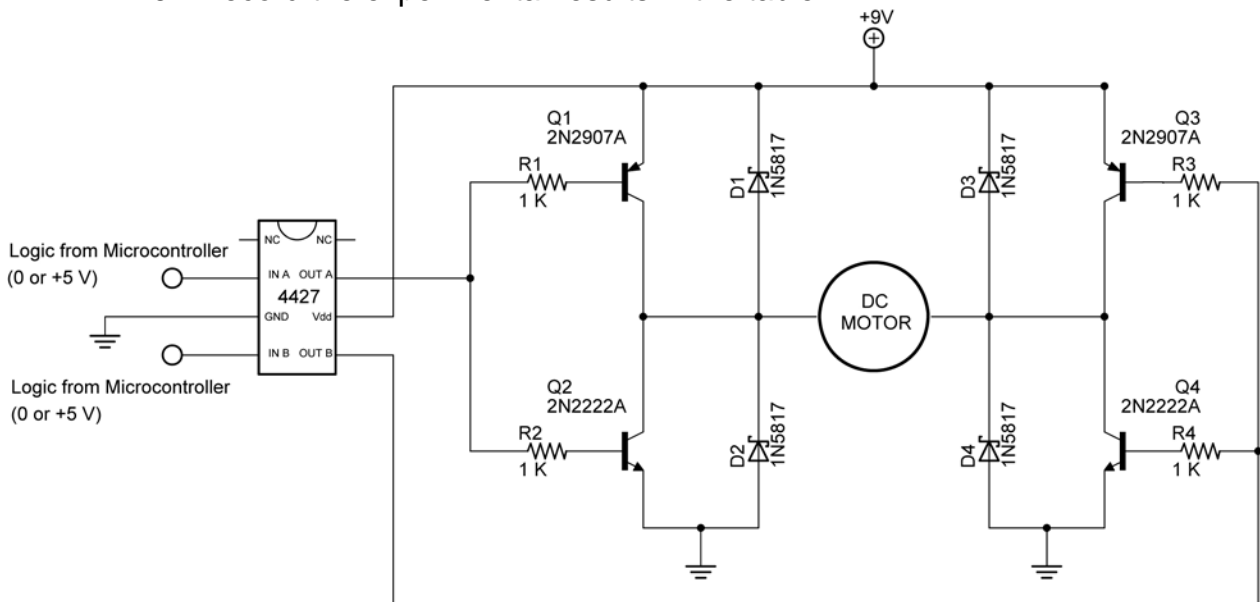 +9V
Q1
2N2907A
Q3
2N2907A
R1
1 K
D1
1N5817
D3
1N5817
R3
1 K
Logic from Microcontroller
(0 or +5 V)
NC NC
IN A OUT A
4427
GND Vdd
IN B OUT B
Logic from Microcontroller
(0 or +5 V)
DC
MOTOR
Q2
2N2222A
Q4
2N2222A
R2
1 K
D2
1N5817
D4
1N5817
R4
1 K